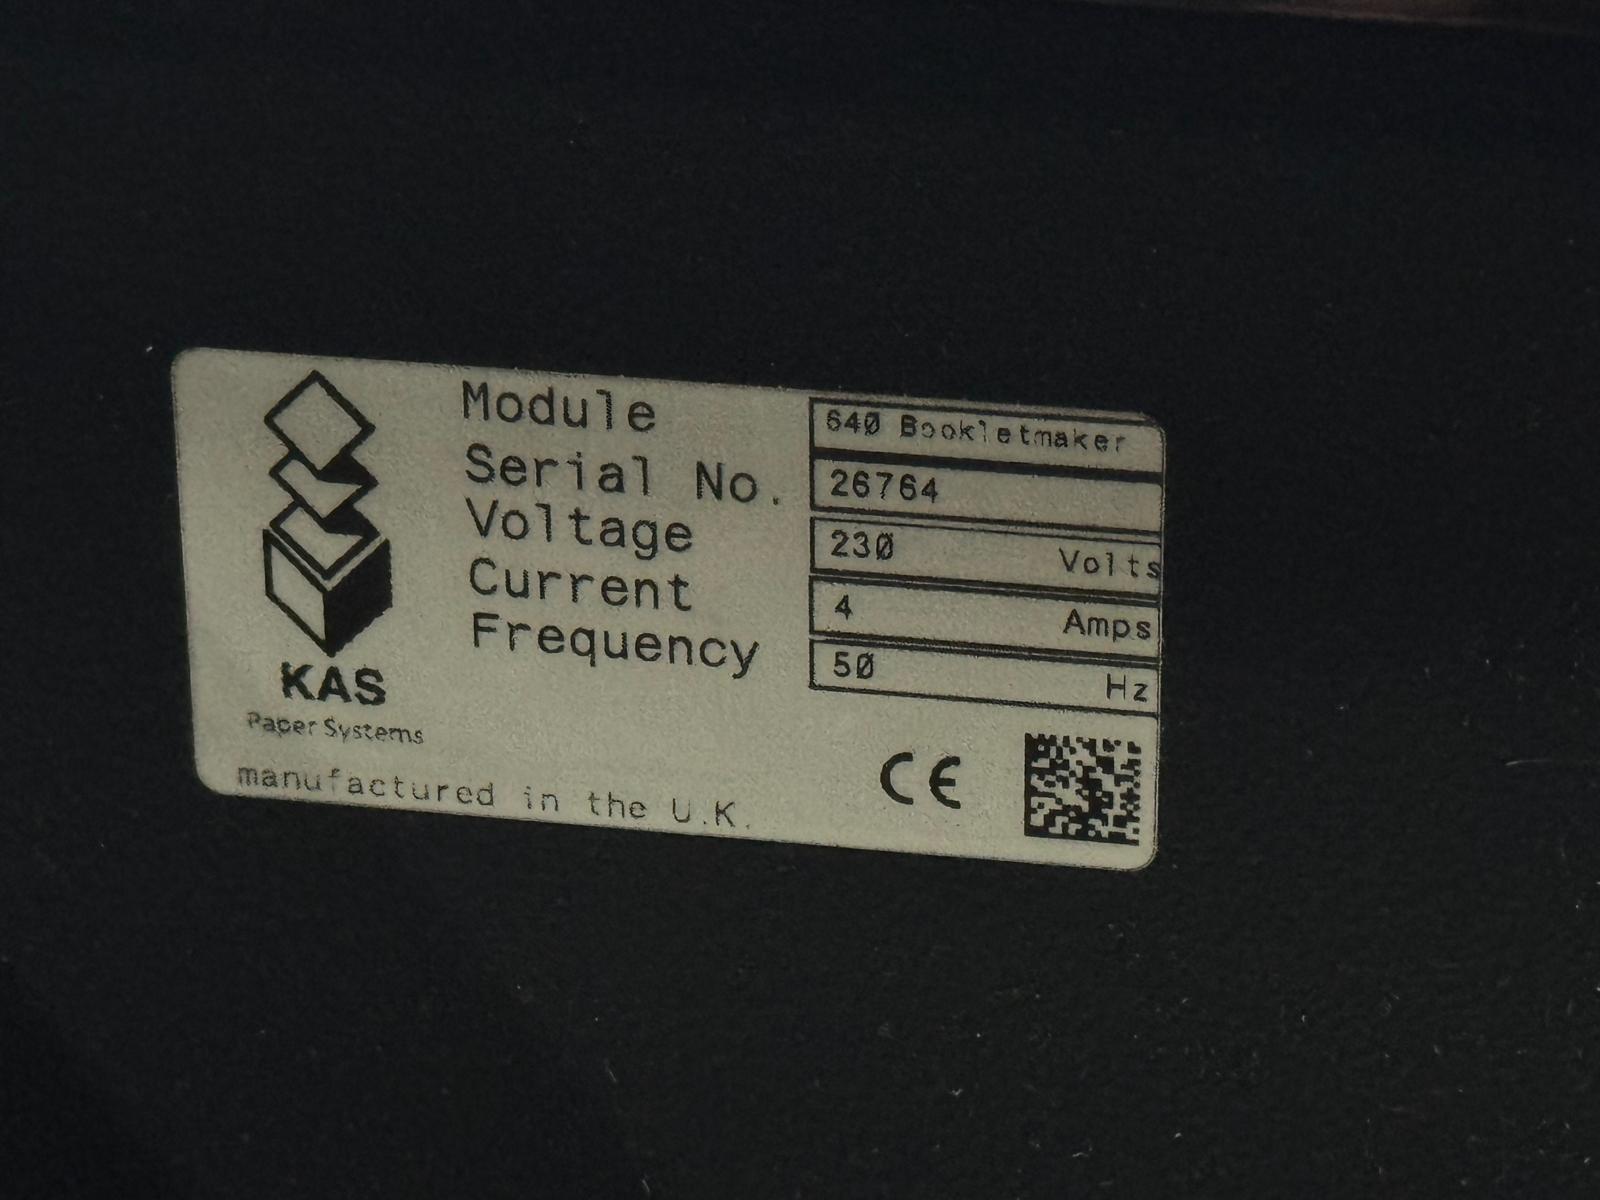 Module 640 Bookletmaker
Serial No. 26764
Voltage 230 Volts
Current 4 Amps
Frequency 50 Hz
KAS
Paper Systems
manufactured in the U.K.
CE